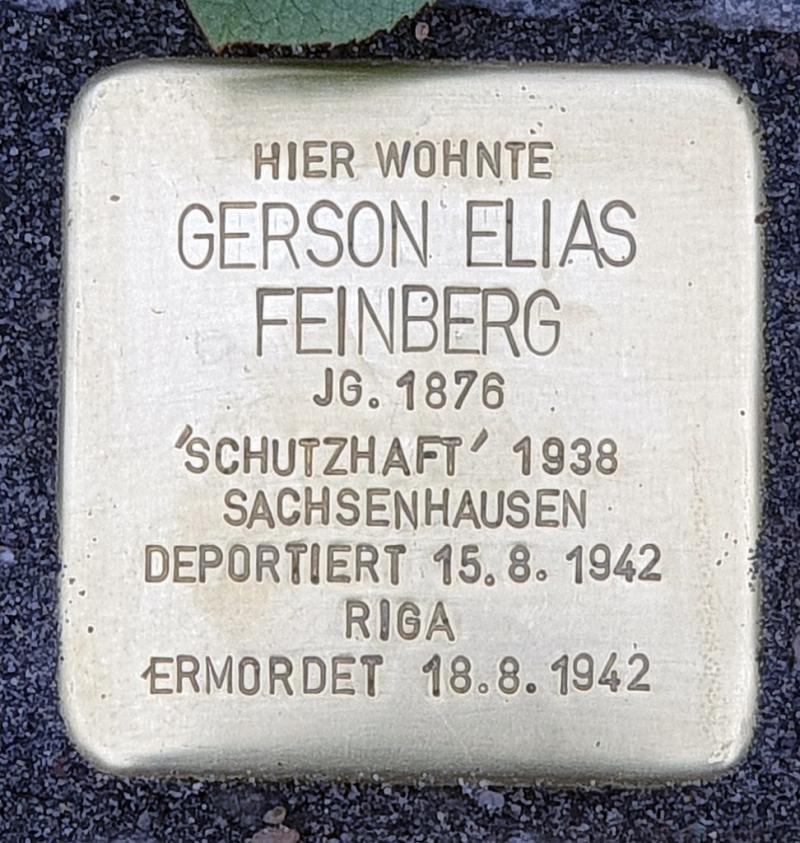 HIER WOHNTE
GERSON ELIAS
FEINBERG
JG. 1876
'SCHUTZHAFT' 1938
SACHSENHAUSEN
DEPORTIERT 15.8.1942
RIGA
ERMORDET 18.8.1942